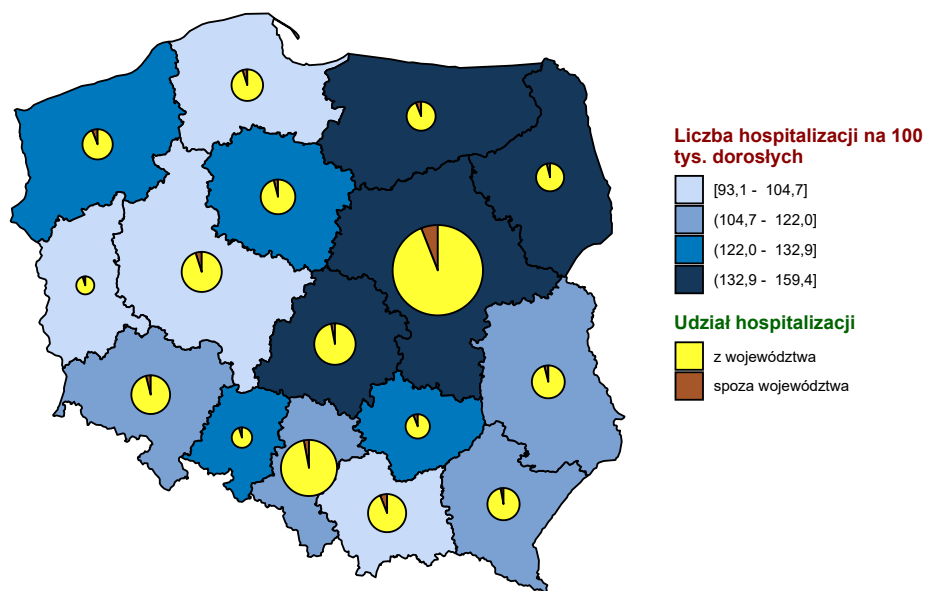 Liczba hospitalizacji na 100
tys. dorosłych
[93,1 - 104,7]
(104,7 - 122,0]
(122,0 - 132,9]
(132,9 - 159,4]
Udział hospitalizacji
z województwa
spoza województwa